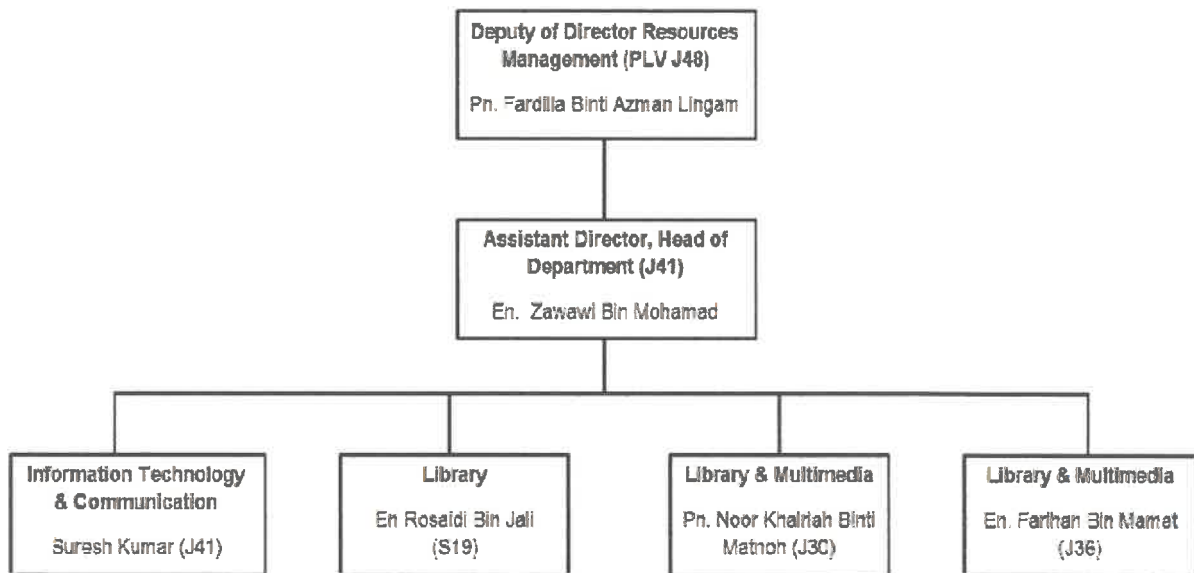 Deputy of Director Resources
Management (PLV J48)
Pn. Fardilla Binti Azman Lingam
Assistant Director, Head of
Department (J41)
En. Zawawi Bin Mohamad
Information Technology
& Communication
Suresh Kumar (J41)
Library
En Rosaidi Bin Jali
(S19)
Library & Multimedia
Pn. Noor Khairiah Binti
Matnoh (J30)
Library & Multimedia
En. Farihan Bin Mamat
(J36)